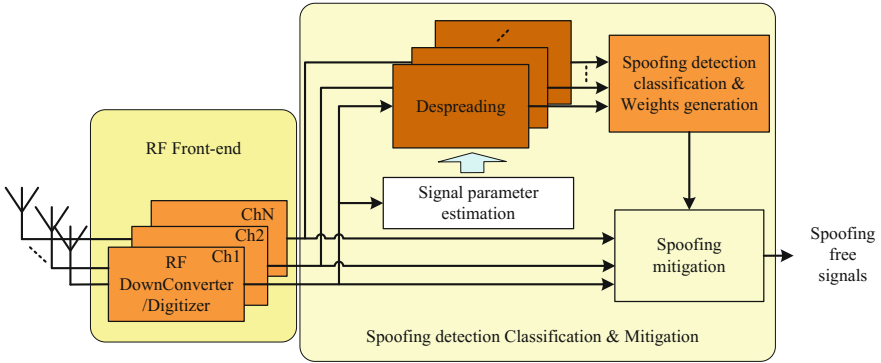 RF Front-end
ChN
Ch2
Ch1
RF
DownConverter
/Digitizer
Despreading
Signal parameter
estimation
Spoofing detection
classification &
Weights generation
Spoofing
mitigation
Spoofing
free
signals
Spoofing detection Classification & Mitigation